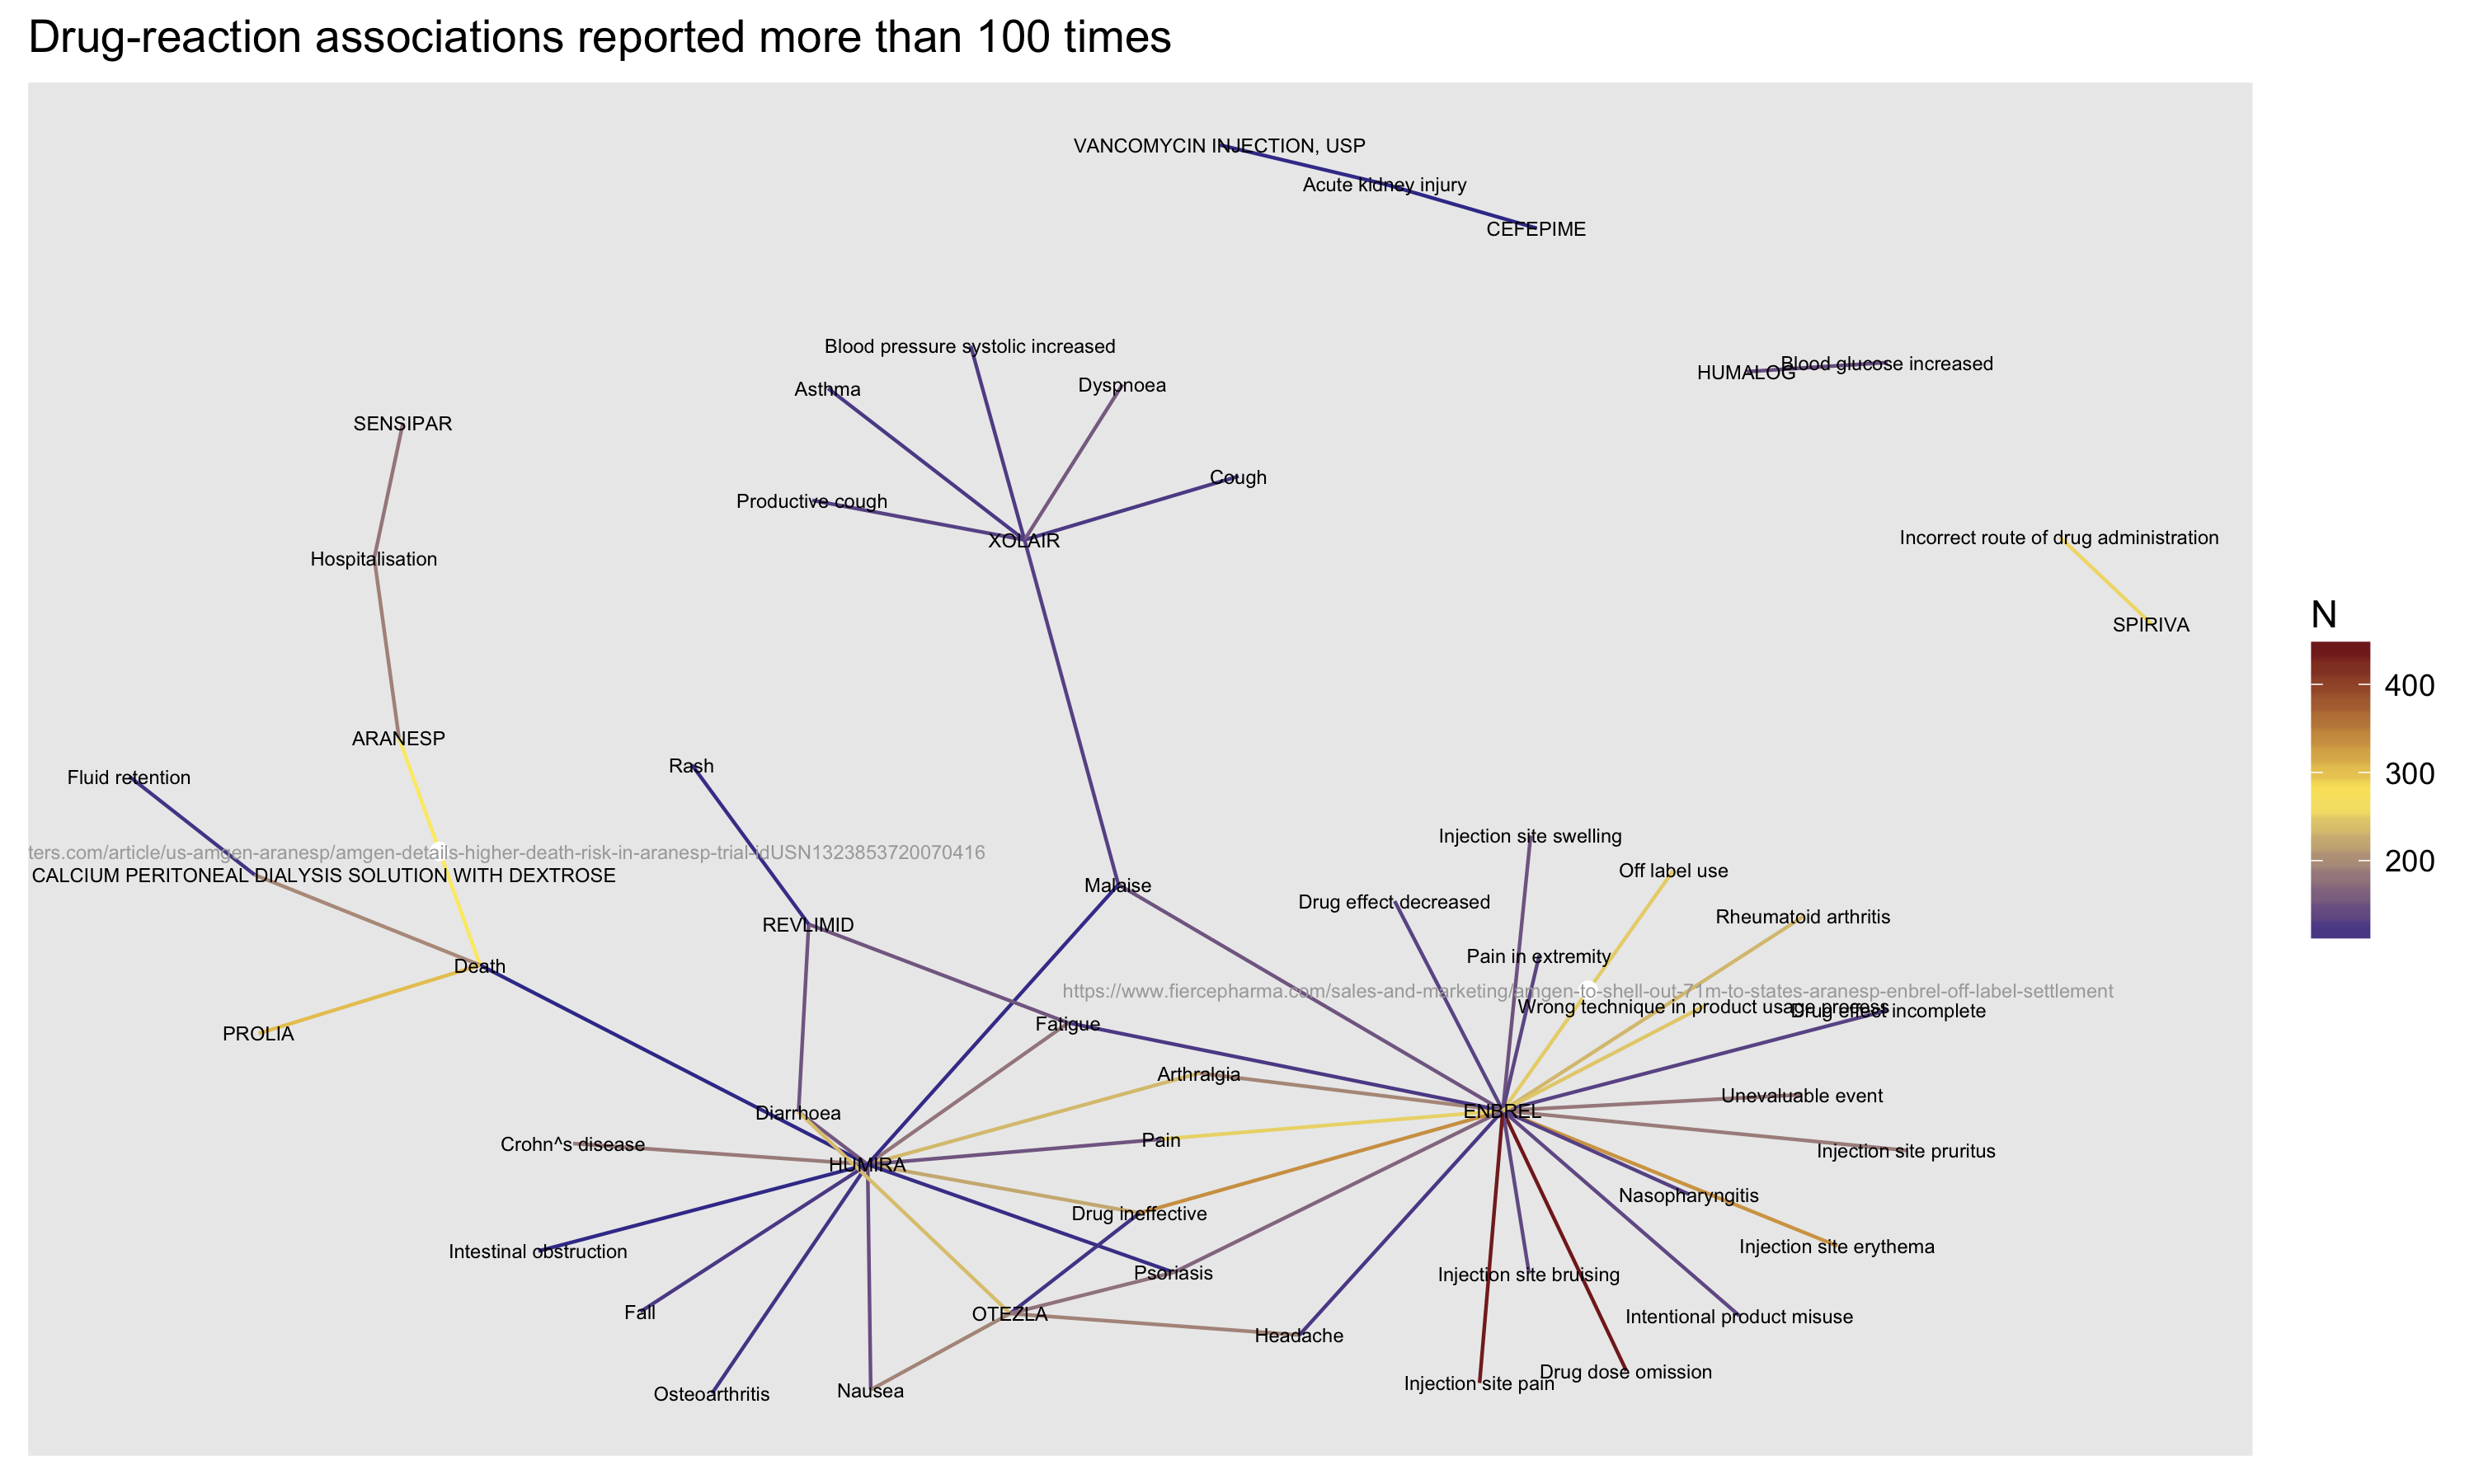 Drug-reaction associations reported more than 100 times
VANCOMYCIN INJECTION, USP
Acute kidney injury
CEFEPIME
Blood pressure systolic increased
Asthma
Dyspnoea
HUMALOG
Blood glucose increased
SENSIPAR
Cough
Productive cough
XOLAIR
Hospitalisation
Incorrect route of drug administration
SPIRIVA
N
400
300
200
ARANESP
Fluid retention
Rash
ters.com/article/us-amgen-aranesp/amgen-details-higher-death-risk-in-aranesp-trial-idUSN1323853720070416
CALCIUM PERITONEAL DIALYSIS SOLUTION WITH DEXTROSE
Malaise
Injection site swelling
Off label use
Drug effect decreased
Rheumatoid arthritis
REVLIMID
Pain in extremity
Death
https://www.fiercepharma.com/sales-and-marketing/amgen-to-shell-out-71m-to-states-aranesp-enbrel-off-label-settlement
Wrong technique in product usage process
Drug effect incomplete
PROLIA
Fatigue
Arthralgia
Unevaluable event
Diarrhoea
ENBREL
Crohn^s disease
Pain
Injection site pruritus
HUMIRA
Nasopharyngitis
Drug ineffective
Intestinal obstruction
Injection site erythema
Psoriasis
Injection site bruising
Fall
OTEZLA
Intentional product misuse
Headache
Osteoarthritis
Nausea
Injection site pain
Drug dose omission